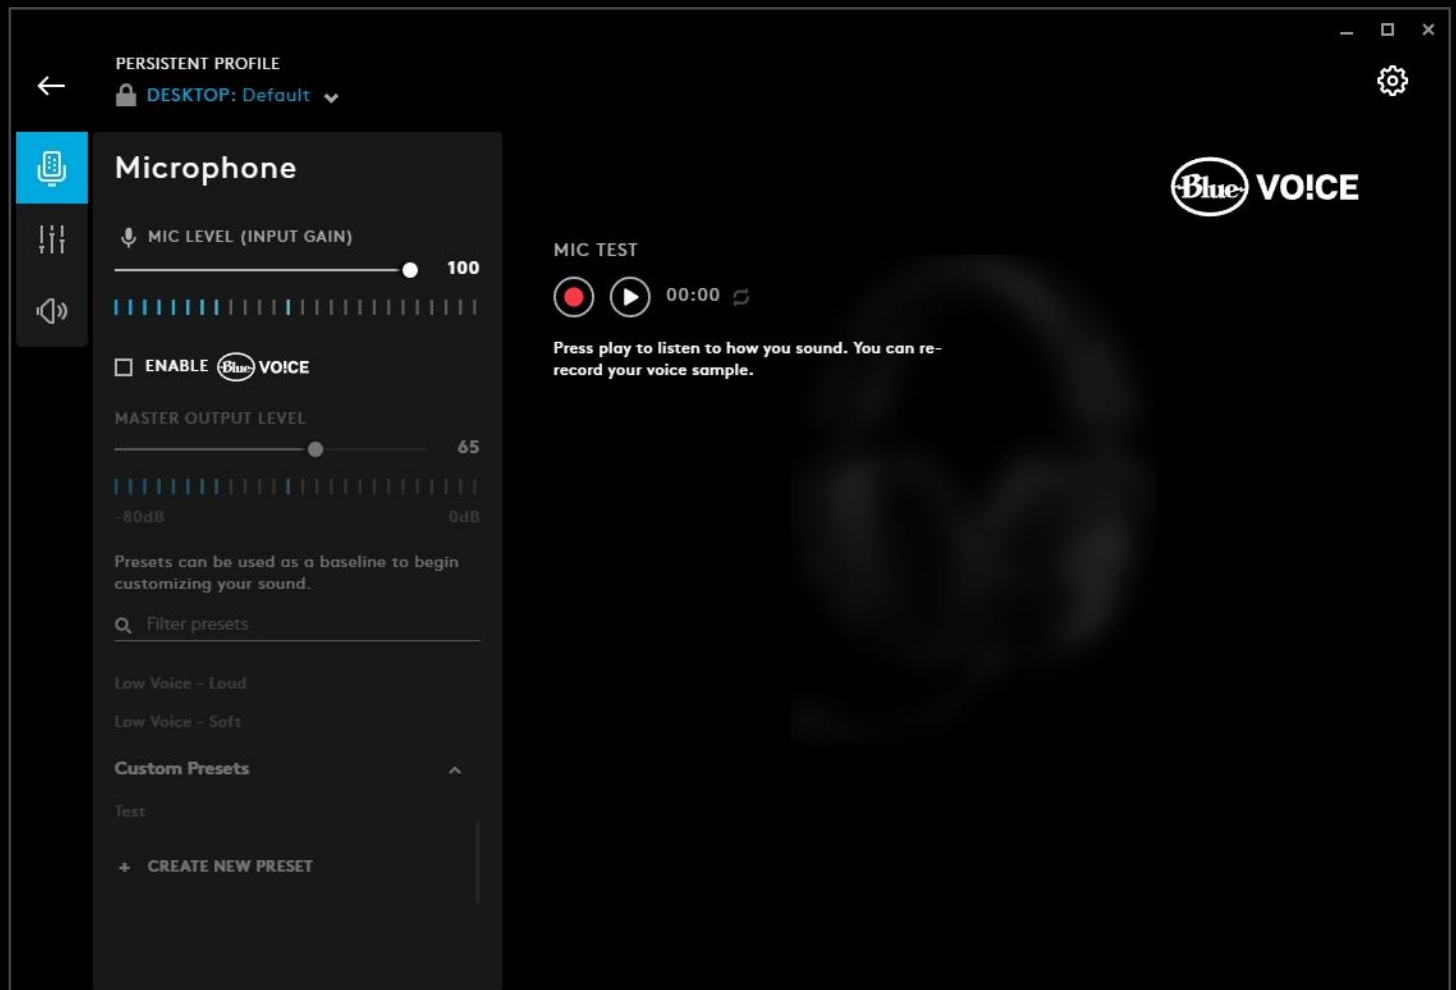 PERSISTENT PROFILE
DESKTOP: Default
Microphone
MIC LEVEL (INPUT GAIN)
100
ENABLE Blue VO!CE
MASTER OUTPUT LEVEL
65
-80dB 0dB
Presets can be used as a baseline to begin
customizing your sound.
Filter presets
Low Voice - Loud
Low Voice - Soft
Custom Presets
Test
+ CREATE NEW PRESET
Blue VO!CE
MIC TEST
00:00
Press play to listen to how you sound. You can re-
record your voice sample.